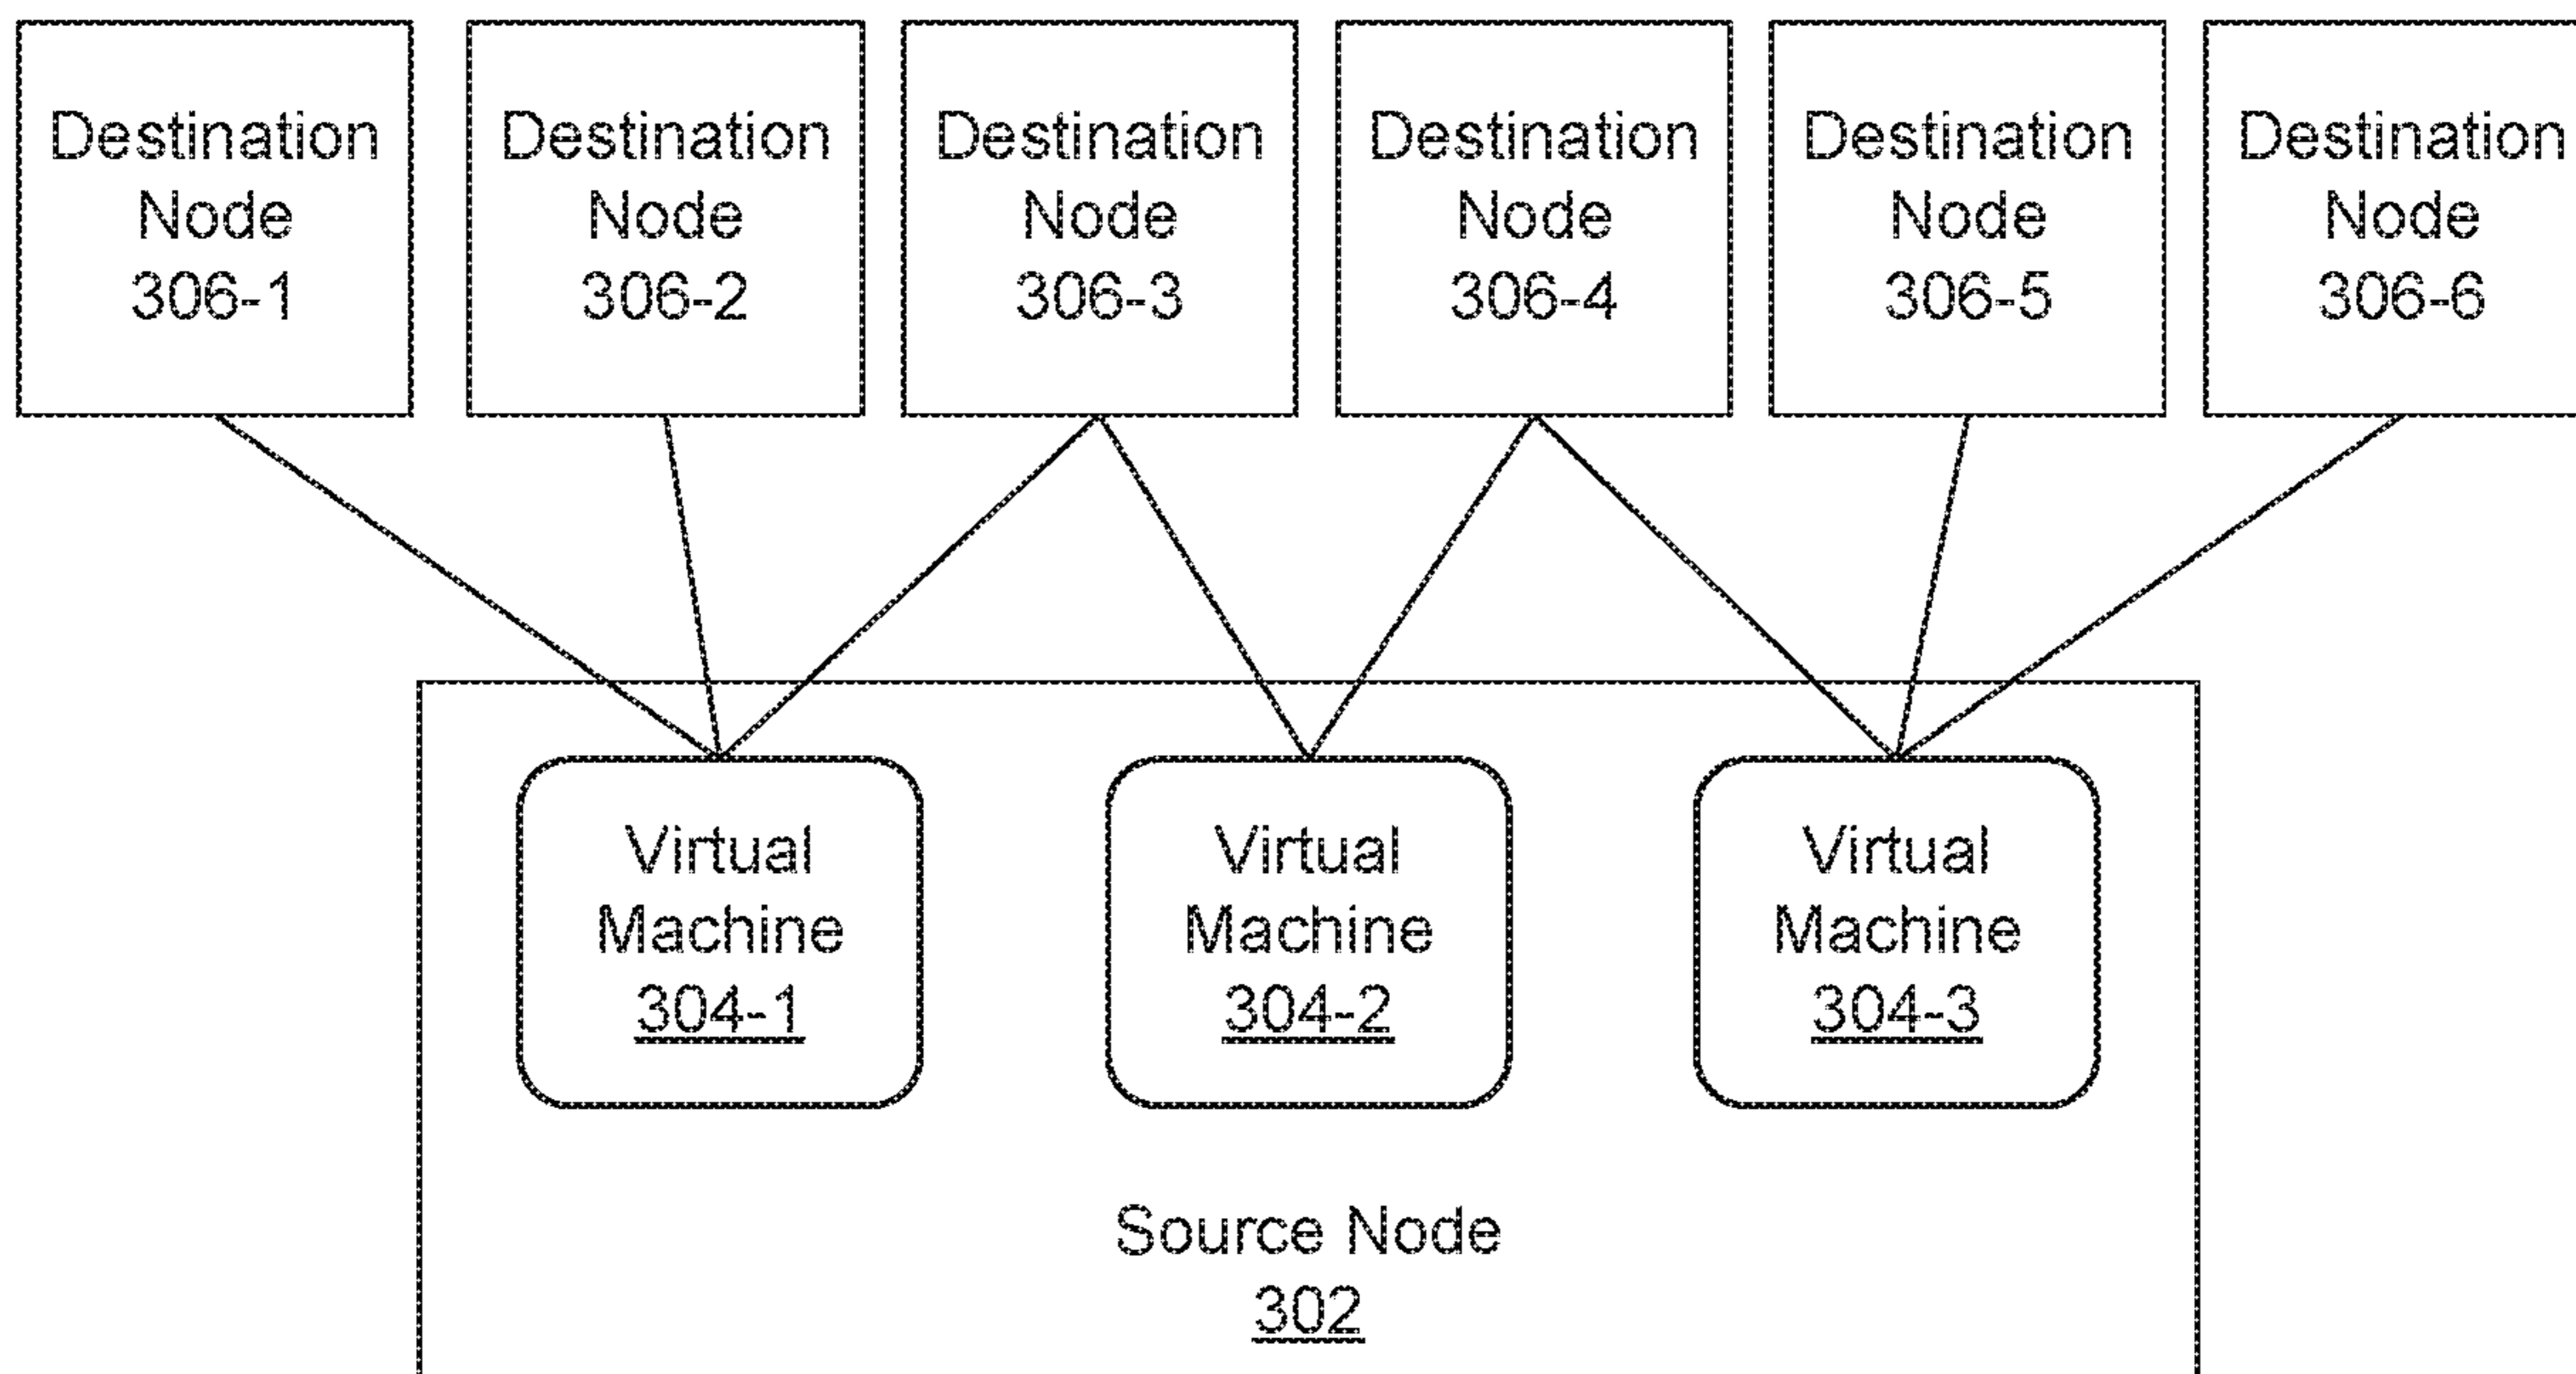 Destination
Node
306-1
Destination
Node
306-2
Destination
Node
306-3
Destination
Node
306-4
Destination
Node
306-5
Destination
Node
306-6
Virtual
Machine
304-1
Virtual
Machine
304-2
Virtual
Machine
304-3
Source Node
302